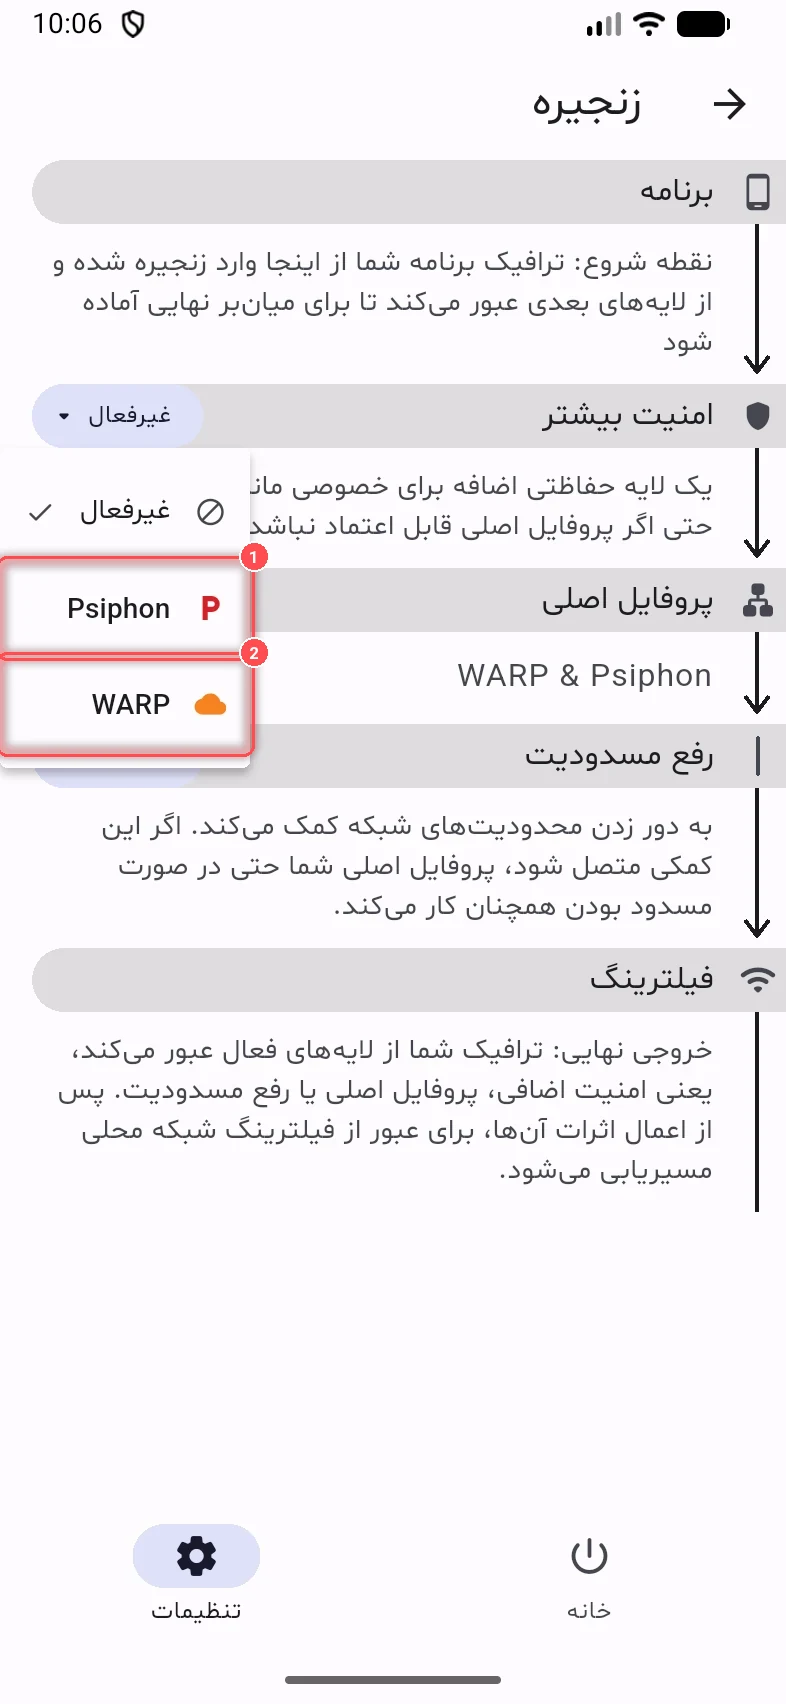 10:06
زنجیره
برنامه
نقطه شروع: ترافیک برنامه شما از اینجا وارد زنجیره شده و
از لایه‌های بعدی عبور می‌کند تا برای میان‌بر نهایی آماده
شود
امنیت بیشتر
غیرفعال
یک لایه حفاظتی اضافه برای خصوصی
حتی اگر پروفایل اصلی قابل اعتماد نباشد
غیرفعال
1
Psiphon
P
2
WARP
پروفایل اصلی
WARP & Psiphon
رفع مسدودیت
به دور زدن محدودیت‌های شبکه کمک می‌کند. اگر این
کمکی متصل شود، پروفایل اصلی شما حتی در صورت
مسدود بودن همچنان کار می‌کند.
فیلترینگ
خروجی نهایی: ترافیک شما از لایه‌های فعال عبور می‌کند،
یعنی امنیت اضافی، پروفایل اصلی یا رفع مسدودیت. پس
از اعمال اثرات آن‌ها، برای عبور از فیلترینگ شبکه محلی
مسیریابی می‌شود.
خانه
تنظیمات